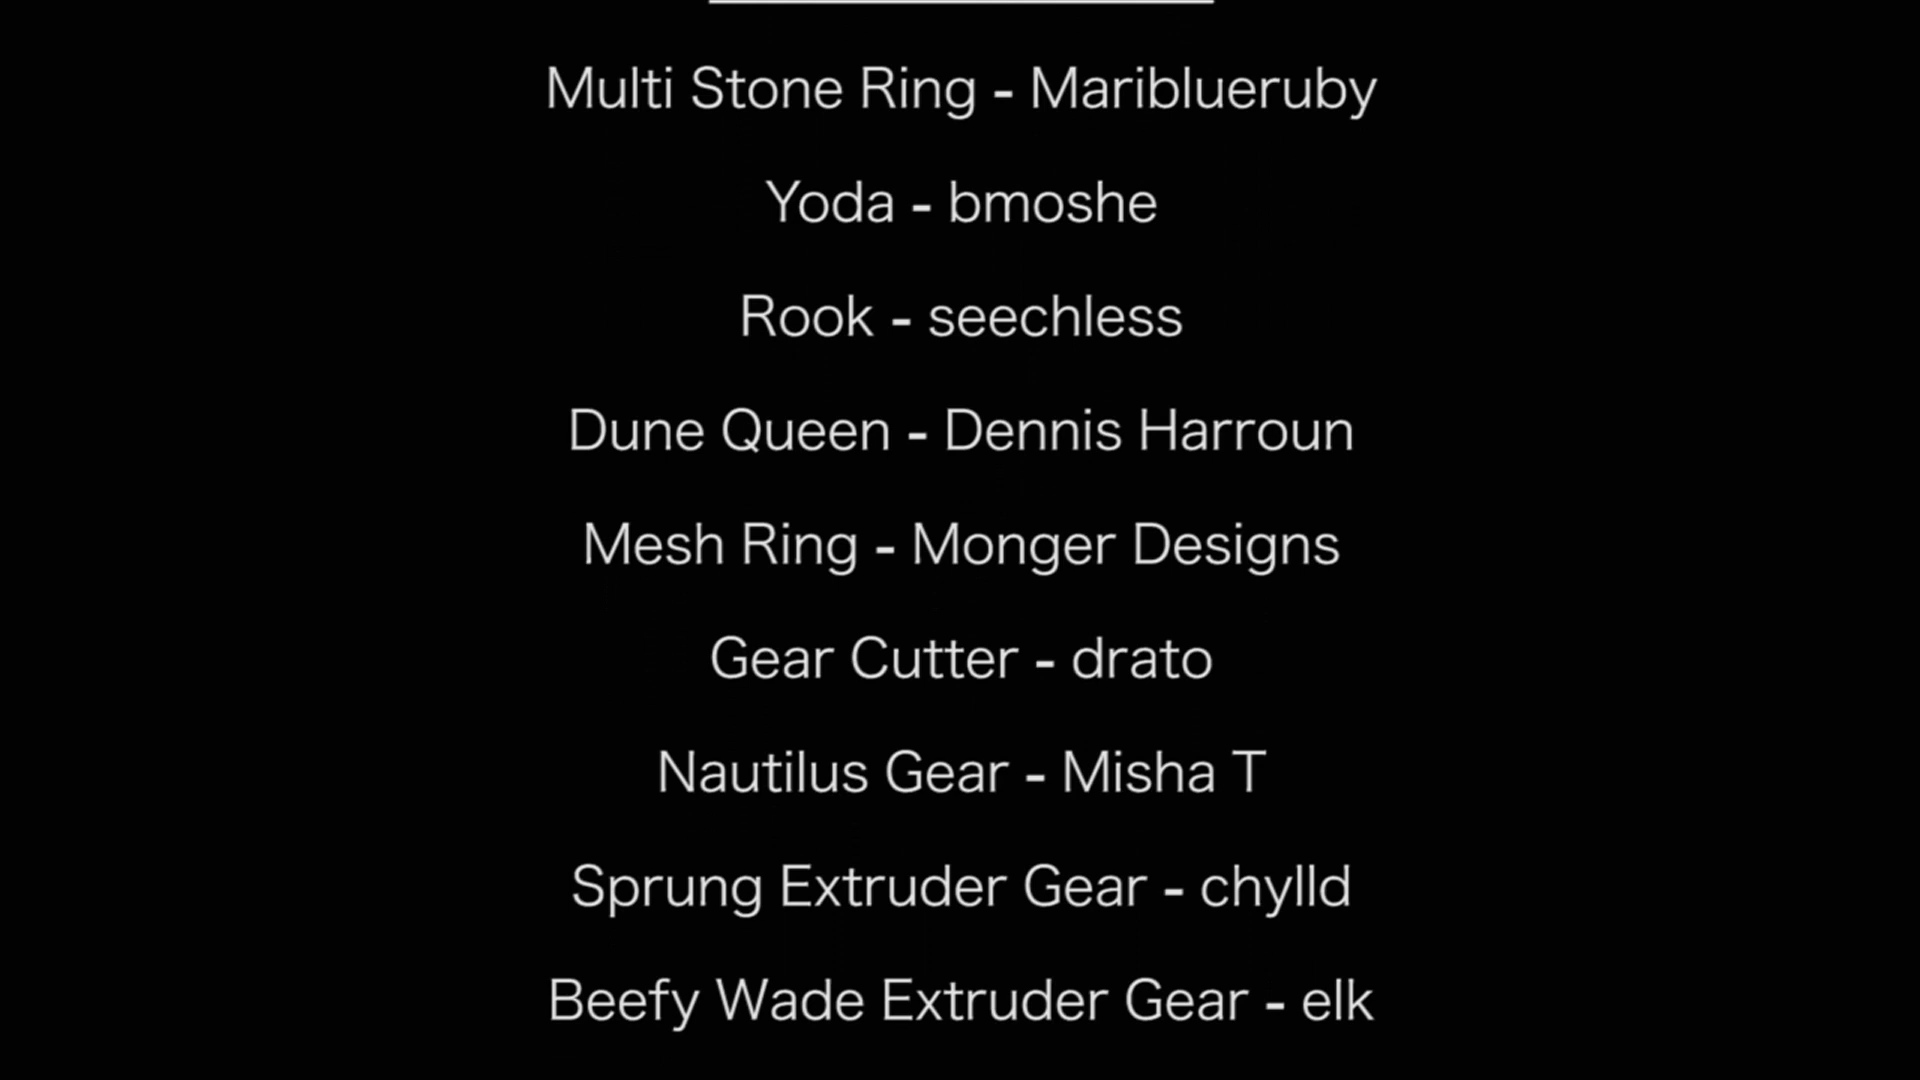 Multi Stone Ring - Mariblueruby
Yoda - bmoshe
Rook - seechless
Dune Queen - Dennis Harroun
Mesh Ring - Monger Designs
Gear Cutter - drato
Nautilus Gear - Misha T
Sprung Extruder Gear - chylld
Beefy Wade Extruder Gear - elk